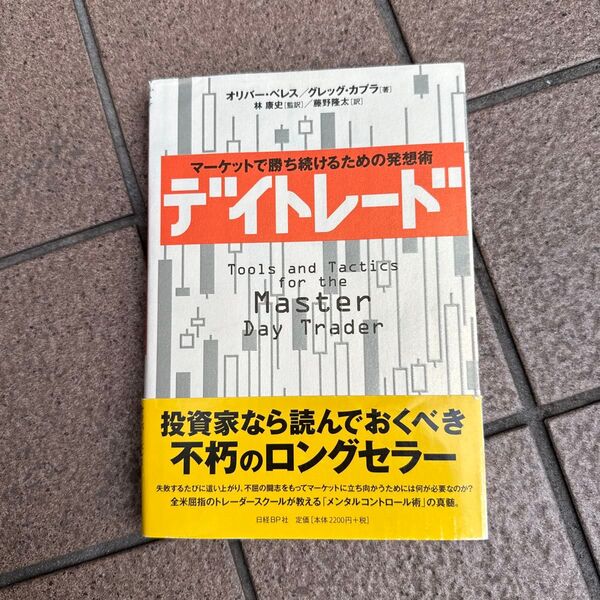 オリバー・ベレス／グレッグ・カプラ[著]
林 康史[監訳]／藤野隆太[訳]
マーケットで勝ち続けるための発想術
デイトレード
Tools and Tactics
for the
Master
Day Trader
投資家なら読んでおくべき
不朽のロングセラー
失敗するたびに這い上がり、不屈の闘志をもってマーケットに立ち向かうためには何が必要なのか？
全米屈指のトレーダースクールが教える「メンタルコントロール術」の真髄。
日経BP社 定価[本体2200円+税]